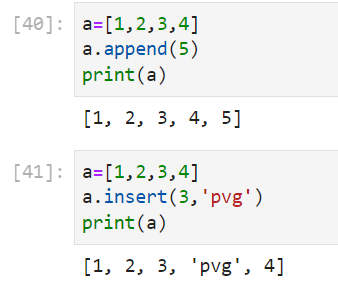 [40]: a=[1,2,3,4]
a.append(5)
print(a)
[1, 2, 3, 4, 5]
[41]: a=[1,2,3,4]
a.insert(3,'pvg')
print(a)
[1, 2, 3, 'pvg', 4]